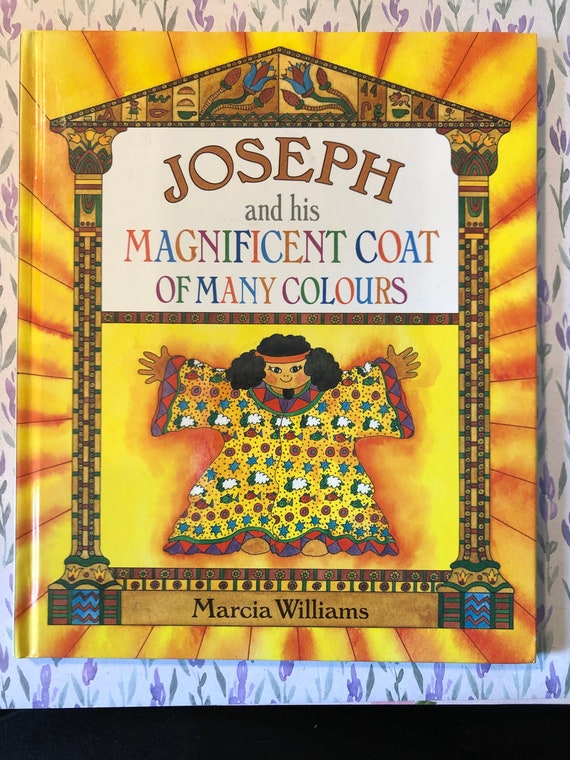 JOSEPH
and his
MAGNIFICENT COAT
OF MANY COLOURS
Marcia Williams